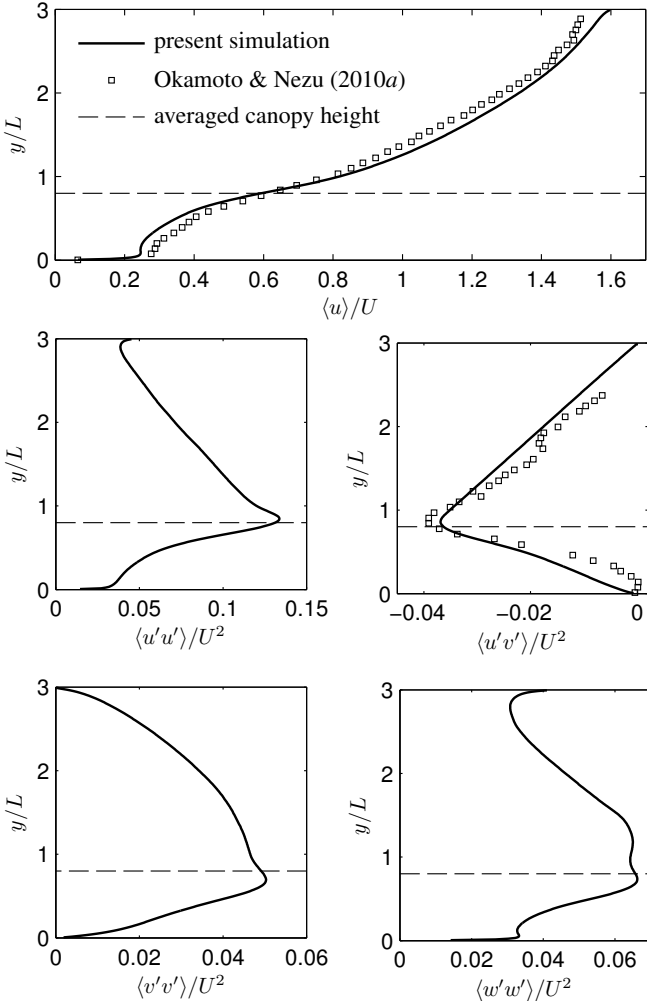 3
present simulation
Okamoto & Nezu (2010a)
2
averaged canopy height
y/L
1
0
0 0.2 0.4 0.6 0.8 1 1.2 1.4 1.6
⟨u⟩/U
3
2
y/L
1
0
0.05 0.10 0.15
⟨u′u′⟩/U²
3
2
y/L
1
0
−0.04 −0.02 0
⟨u′v′⟩/U²
3
2
y/L
1
0
0 0.02 0.04 0.06
⟨v′v′⟩/U²
3
2
y/L
1
0
0 0.02 0.04 0.06
⟨w′w′⟩/U²